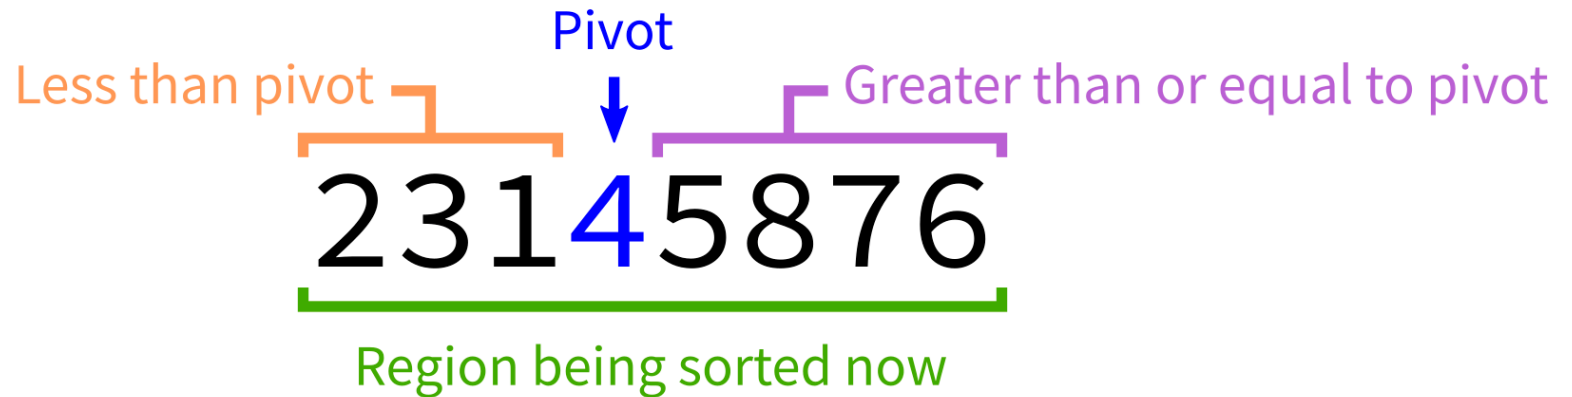 Pivot
Less than pivot
Greater than or equal to pivot
23145876
Region being sorted now